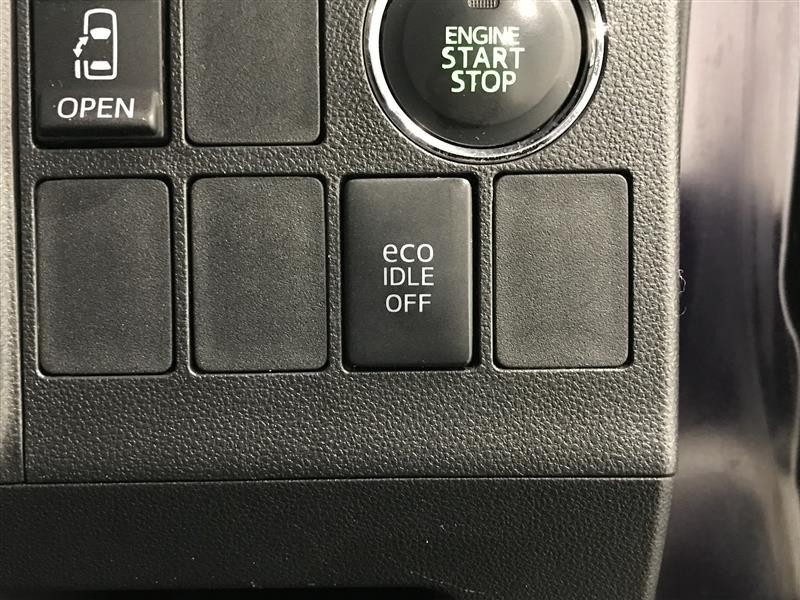 ENGINE
START
STOP
OPEN
eco
IDLE
OFF